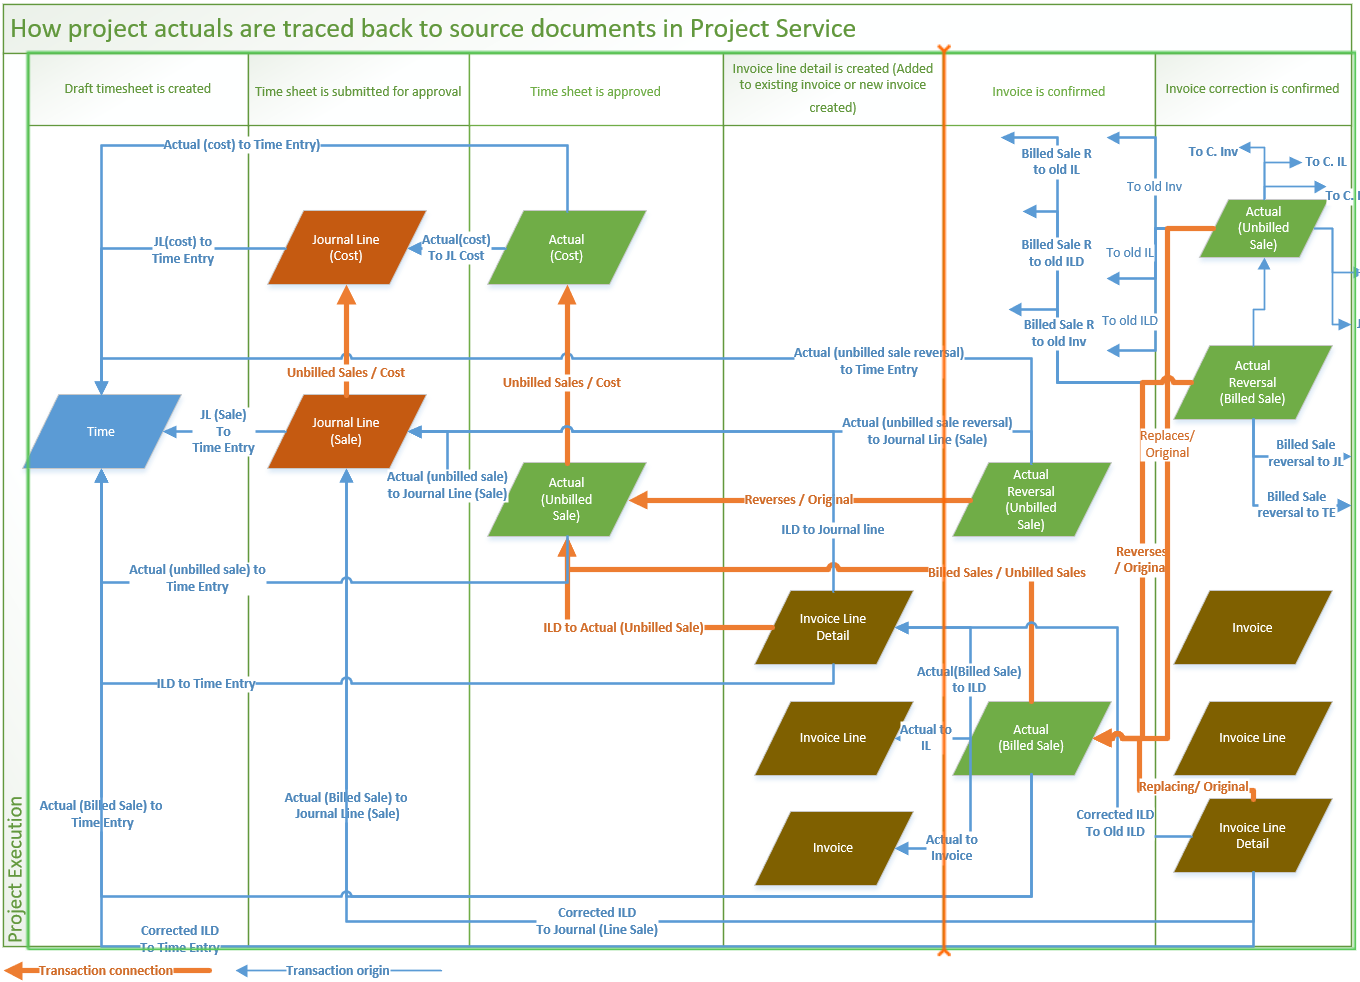 How project actuals are traced back to source documents in Project Service
Draft timesheet is created
Time sheet is submitted for approval
Time sheet is approved
Invoice line detail is created (Added
to existing invoice or new invoice
created)
Invoice is confirmed
Invoice correction is confirmed
Project Execution
Actual (cost) to Time Entry)
JL(cost) to
Time Entry
Journal Line
(Cost)
Actual(cost)
To JL Cost
Actual
(Cost)
Billed Sale R
to old IL
Billed Sale R
to old ILD
Billed Sale R
to old Inv
To old Inv
To old IL
To old ILD
To C. Inv
To C. IL
To C. I
Actual
(Unbilled
Sale)
J
Unbilled Sales / Cost
Unbilled Sales / Cost
Actual (unbilled sale reversal)
to Time Entry
Actual
Reversal
(Billed Sale)
Time
JL (Sale)
To
Time Entry
Journal Line
(Sale)
Actual (unbilled sale reversal)
to Journal Line (Sale)
Replaces/
Original
Billed Sale
reversal to JL
Actual (unbilled sale)
to Journal Line (Sale)
Actual
(Unbilled
Sale)
Reverses / Original
Actual
Reversal
(Unbilled
Sale)
Billed Sale
reversal to TE
ILD to Journal line
Reverses
/ Original
Actual (unbilled sale) to
Time Entry
Billed Sales / Unbilled Sales
ILD to Actual (Unbilled Sale)
Invoice Line
Detail
Invoice
ILD to Time Entry
Actual(Billed Sale)
to ILD
Invoice Line
Actual to
IL
Actual
(Billed Sale)
Invoice Line
Replacing/ Original
Actual (Billed Sale) to
Time Entry
Actual (Billed Sale) to
Journal Line (Sale)
Invoice
Actual to
Invoice
Corrected ILD
To Old ILD
Invoice Line
Detail
Corrected ILD
To Journal (Line Sale)
Corrected ILD
To Time Entry
Transaction connection
Transaction origin